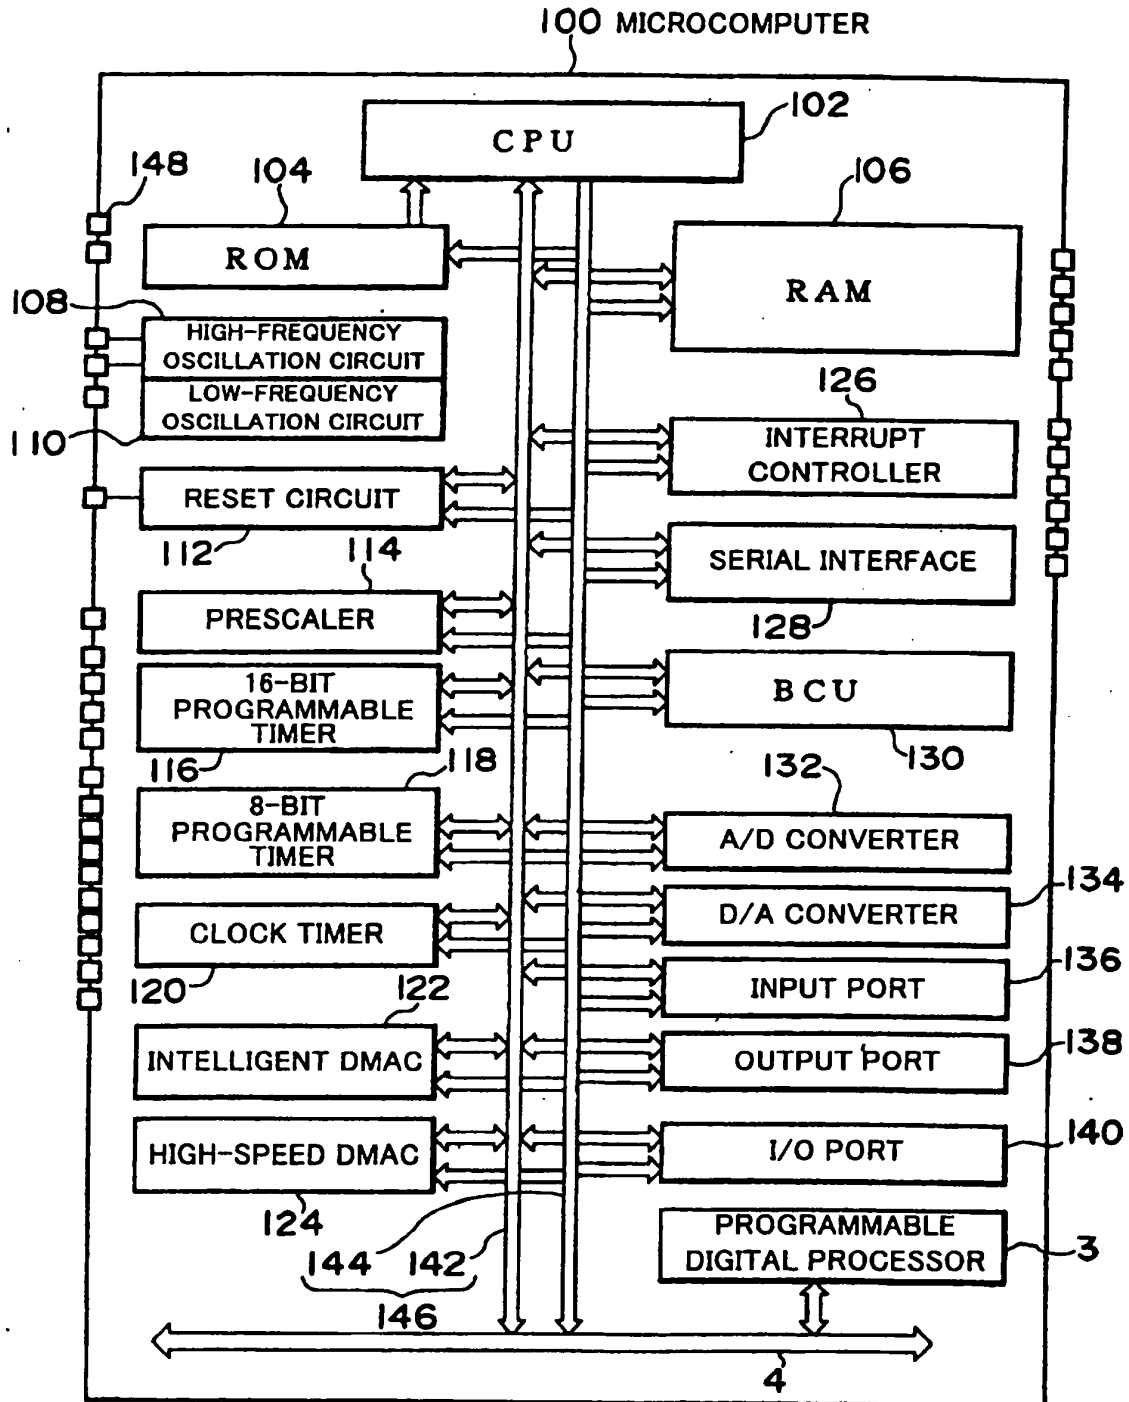 100 MICROCOMPUTER
102
CPU
148
104
106
ROM
RAM
108
HIGH-FREQUENCY
OSCILLATION CIRCUIT
LOW-FREQUENCY
OSCILLATION CIRCUIT
110
126
INTERRUPT
CONTROLLER
RESET CIRCUIT
112
114
SERIAL INTERFACE
128
PRESCALER
16-BIT
PROGRAMMABLE
TIMER
116
BCU
130
118
132
8-BIT
PROGRAMMABLE
TIMER
A/D CONVERTER
134
D/A CONVERTER
CLOCK TIMER
120
136
INPUT PORT
122
INTELLIGENT DMAC
138
OUTPUT PORT
HIGH-SPEED DMAC
124
140
I/O PORT
PROGRAMMABLE
DIGITAL PROCESSOR
3
144 142
146
4